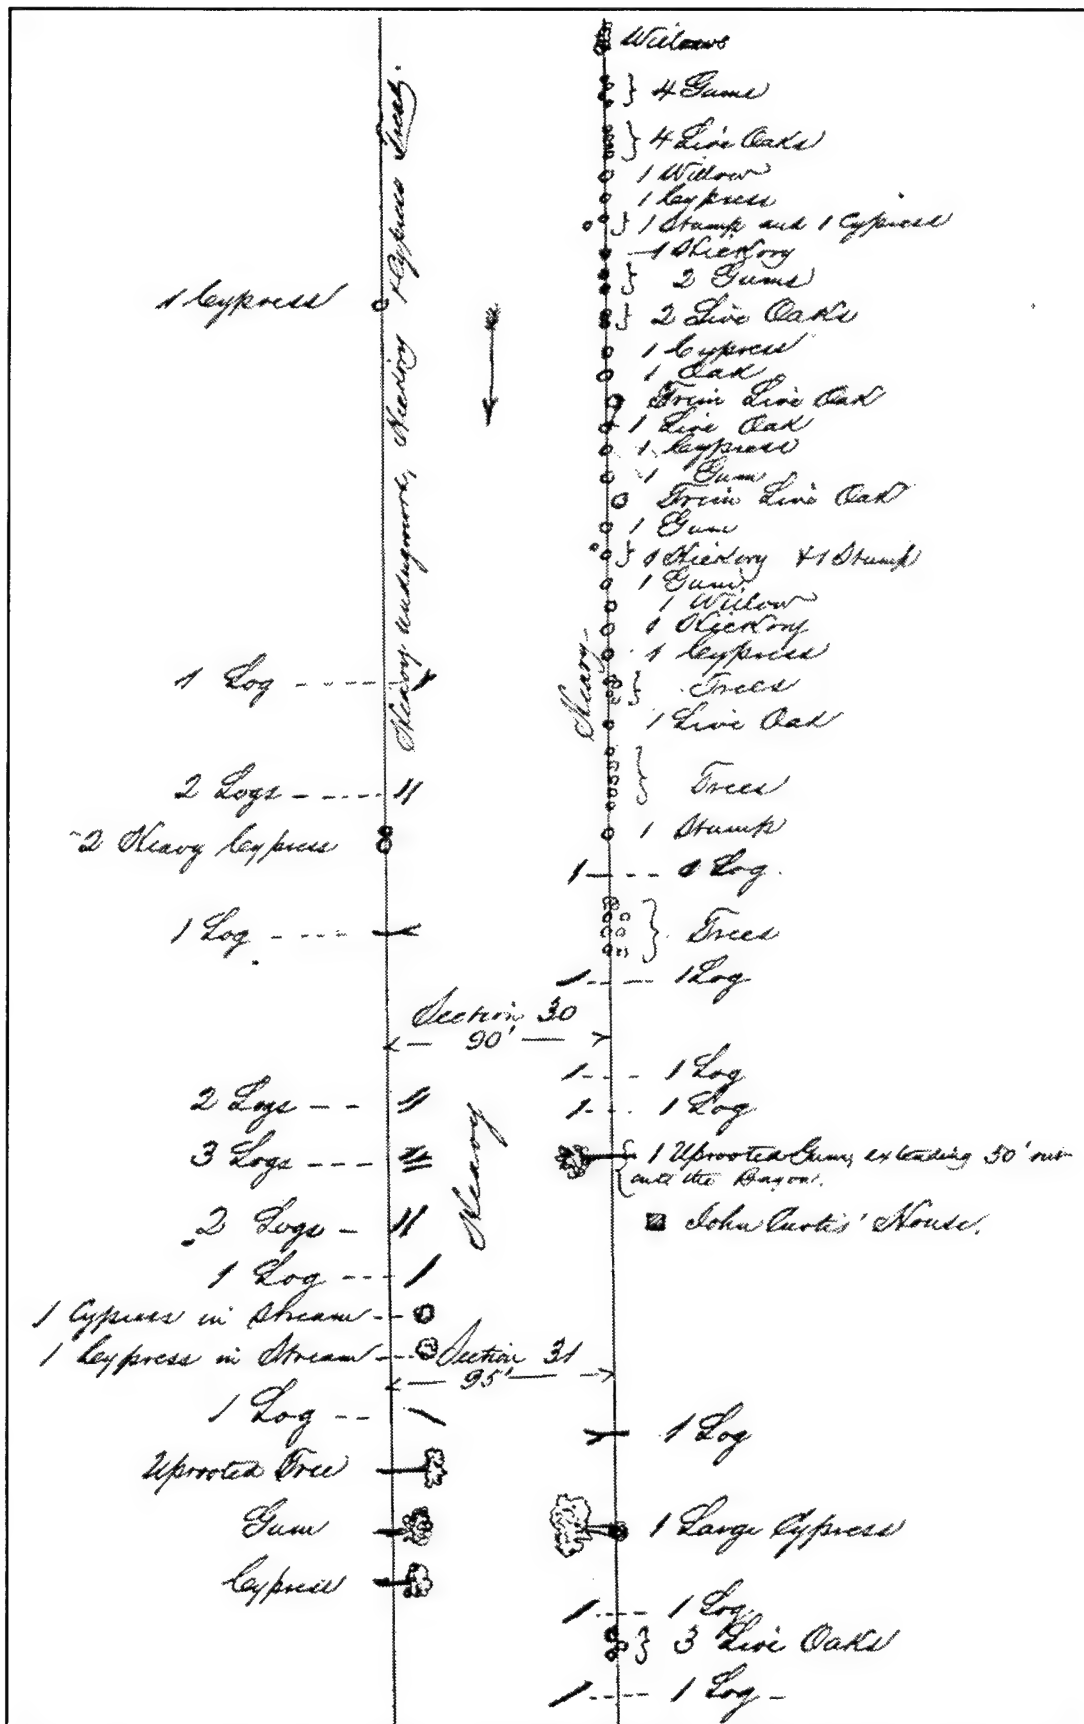 Willows
4 Gums
4 Live Oaks
1 Willow
1 Cypress
1 Stump and 1 Cypress
1 Hickory
2 Gums
1 Cypress
2 Live Oaks
1 Cypress
1 Oak
Trim Live Oak
1 Live Oak
1 Cypress
1 Gum
Trim Live Oak
1 Gum
1 Hickory +1 Stump
1 Gum
1 Willow
1 Hickory
1 Cypress
Heavy undergrowth, Hickory + Cypress Trees.
Heavy
1 Log
Trees
1 Live Oak
2 Logs
Trees
2 Heavy Cypress
1 Stump
1 Log.
1 Log
Trees
1 Log
Section 30
90'
1 Log
2 Logs
1 Log
Heavy
3 Logs
1 Uprooted Gum, extending 50' out
the Bayou.
2 Logs
John Curtis' House.
1 Log
1 Cypress in Stream
1 Cypress in Stream
Section 31
95'
1 Log
1 Log
Uprooted Tree
Gum
1 Large Cypress
Cypress
1 Log
3 Live Oaks
1 Log